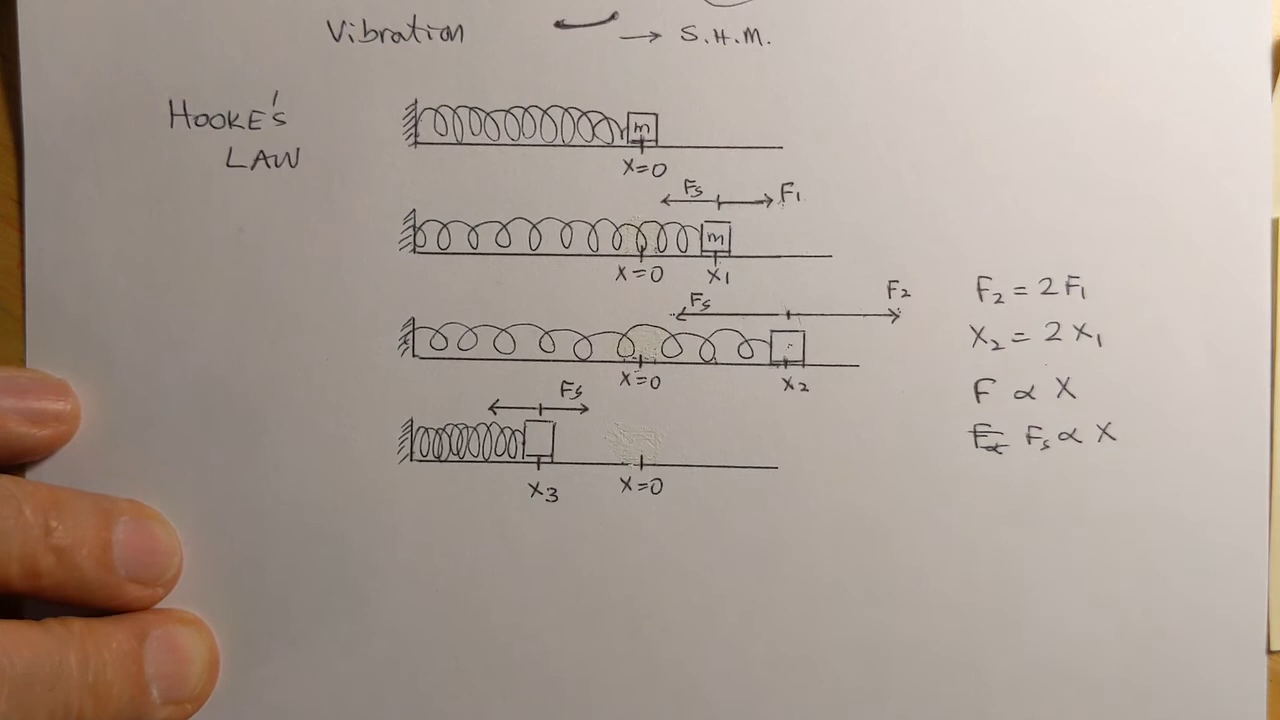 Vibration → S.H.M.
HOOKE'S
LAW
m
X=0
Fs F1
m
X=0 X1
Fs F2
X=0 X2
Fs
X3 X=0
F2 = 2F1
X2 = 2X1
F ∝ X
Fs ∝ X